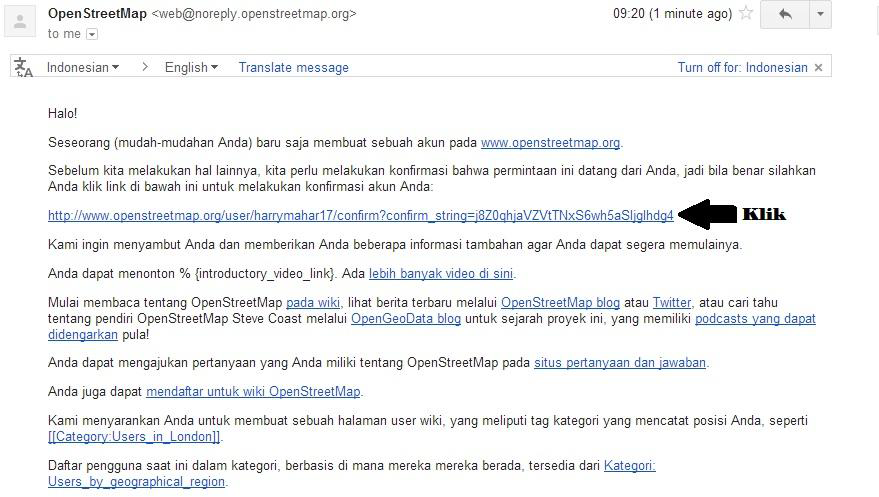 OpenStreetMap <web@noreply.openstreetmap.org> 09:20 (1 minute ago)
to me
Indonesian > English Translate message Turn off for: Indonesian ×
Halo!
Seseorang (mudah-mudahan Anda) baru saja membuat sebuah akun pada www.openstreetmap.org.
Sebelum kita melakukan hal lainnya, kita perlu melakukan konfirmasi bahwa permintaan ini datang dari Anda, jadi bila benar silahkan
Anda klik link di bawah ini untuk melakukan konfirmasi akun Anda:
http://www.openstreetmap.org/user/harrymahar17/confirm?confirm_string=j8Z0qhjaVZVtTNxS6wh5aSljglhdg4 Klik
Kami ingin menyambut Anda dan memberikan Anda beberapa informasi tambahan agar Anda dapat segera memulainya.
Anda dapat menonton % {introductory_video_link}. Ada lebih banyak video di sini.
Mulai membaca tentang OpenStreetMap pada wiki, lihat berita terbaru melalui OpenStreetMap blog atau Twitter, atau cari tahu
tentang pendiri OpenStreetMap Steve Coast melalui OpenGeoData blog untuk sejarah proyek ini, yang memiliki podcasts yang dapat
didengarkan pula!
Anda dapat mengajukan pertanyaan yang Anda miliki tentang OpenStreetMap pada situs pertanyaan dan jawaban.
Anda juga dapat mendaftar untuk wiki OpenStreetMap.
Kami menyarankan Anda untuk membuat sebuah halaman user wiki, yang meliputi tag kategori yang mencatat posisi Anda, seperti
[[Category:Users_in_London]].
Daftar pengguna saat ini dalam kategori, berbasis di mana mereka mereka berada, tersedia dari Kategori:
Users_by_geographical_region.